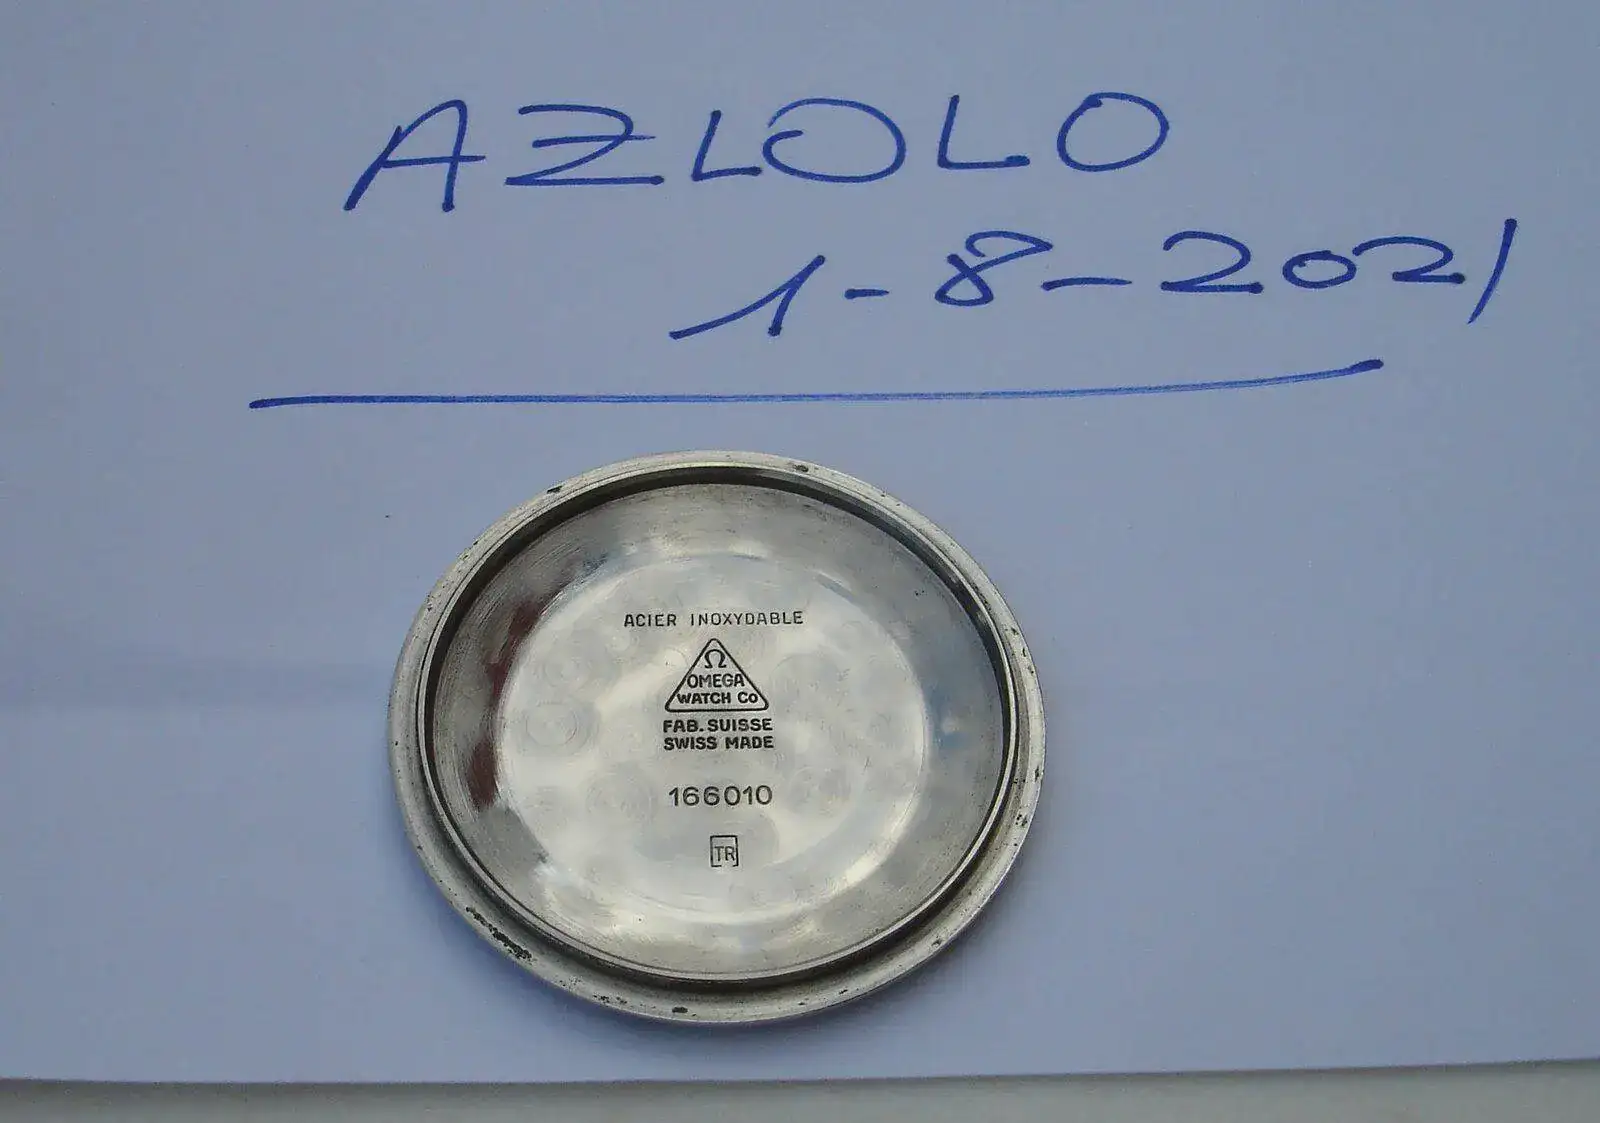 AZLOLO
1-8-2021
ACIER INOXYDABLE
Ω
OMEGA
WATCH Co
FAB. SUISSE
SWISS MADE
166010
TR